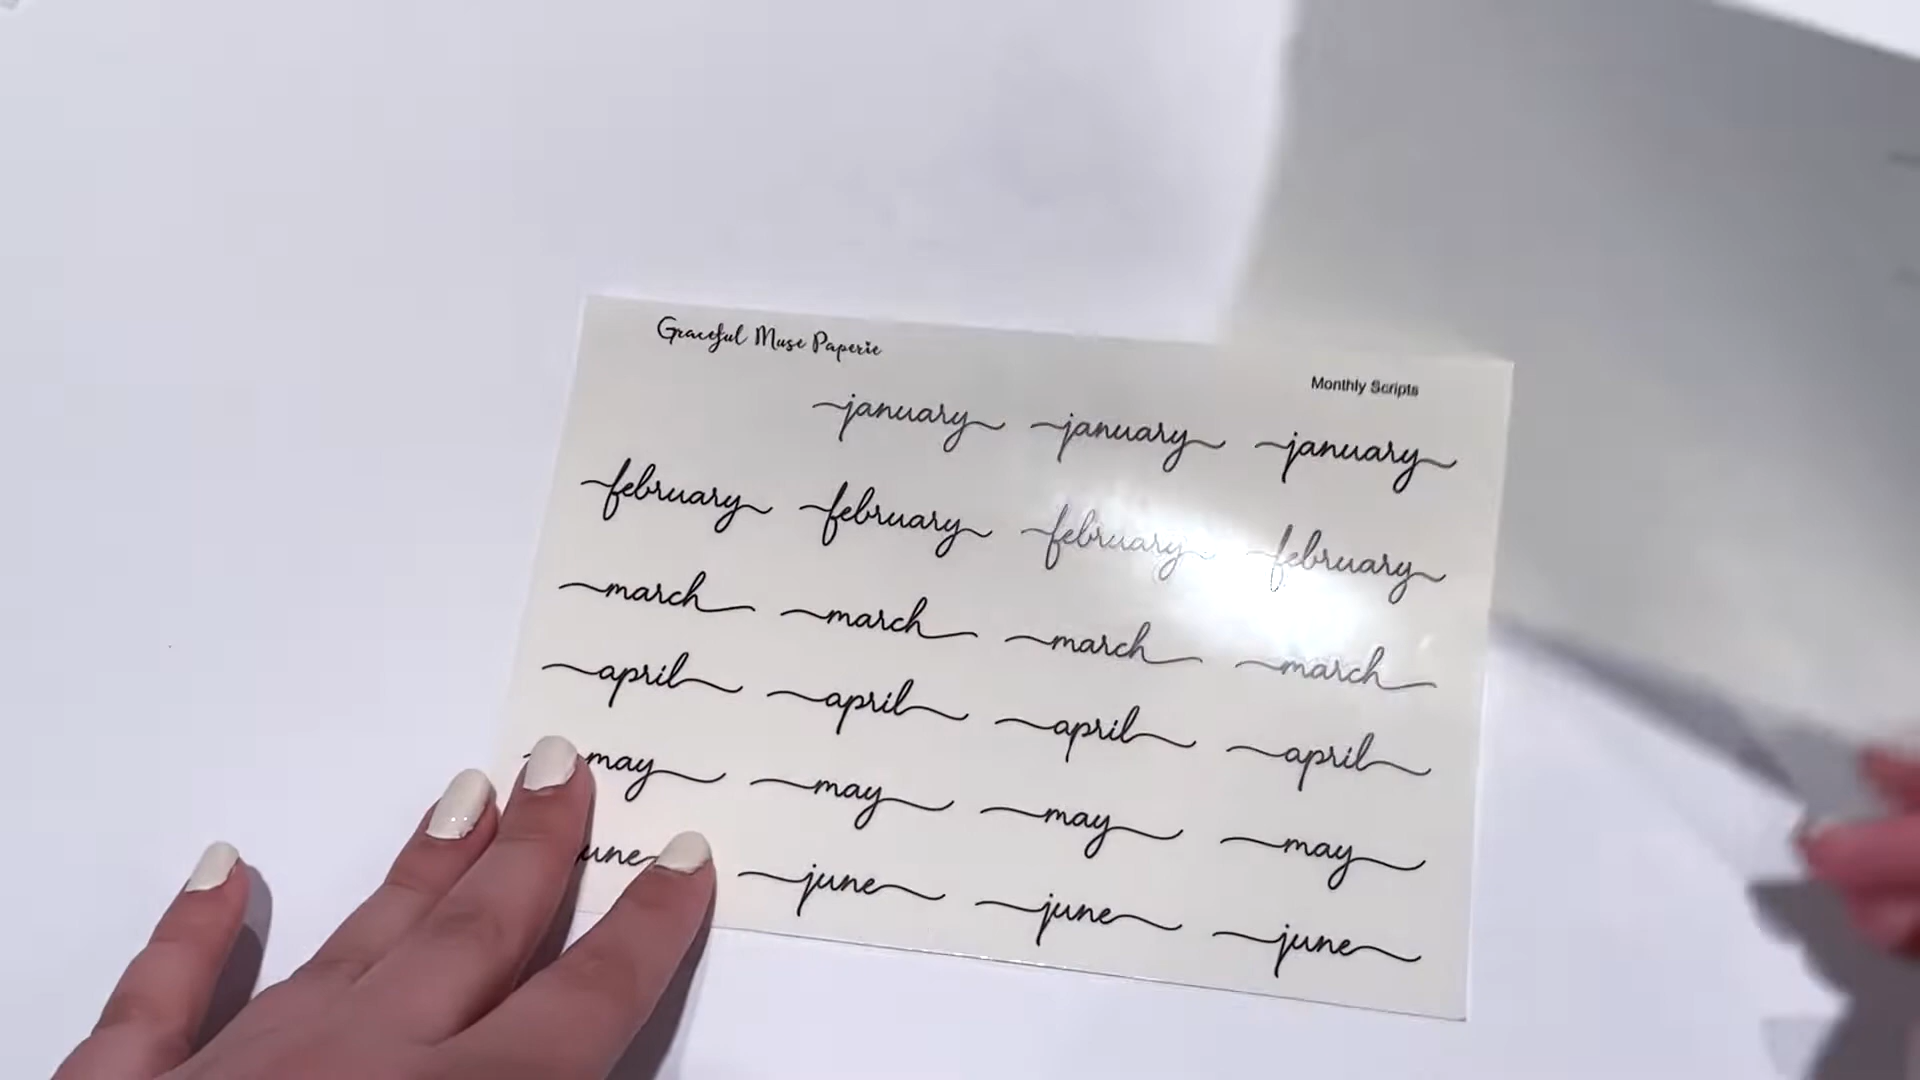 Graceful Muse Paperie
Monthly Scripts
january january january
february february february february
march march march march
april april april april
may may may may
une june june june